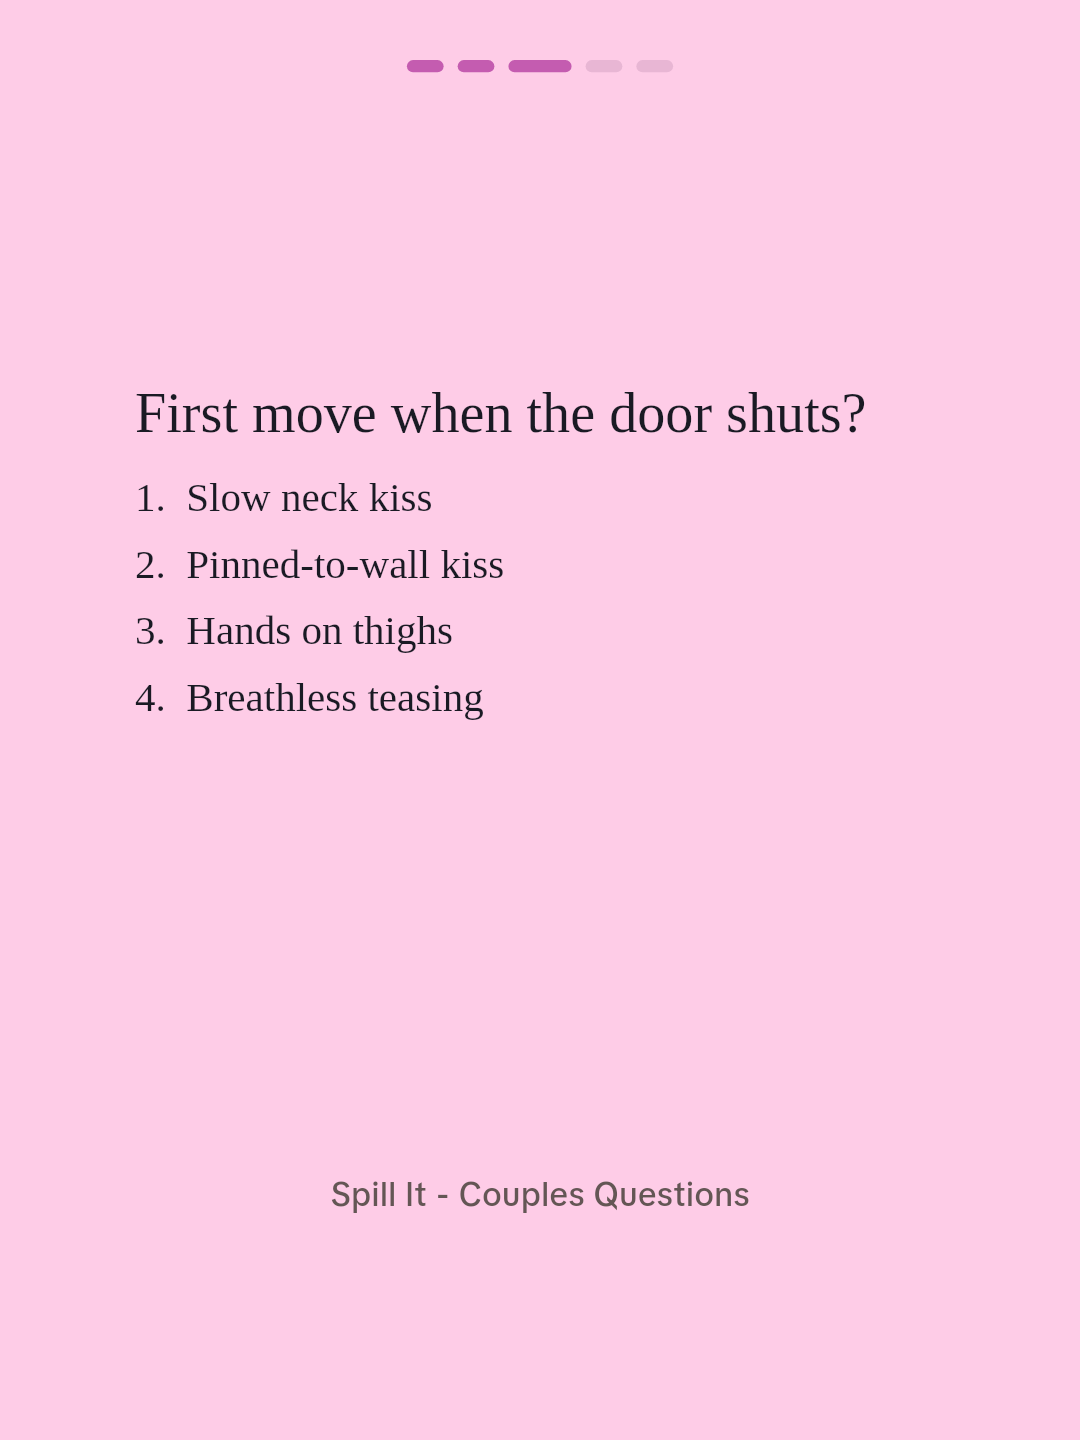 First move when the door shuts?
1. Slow neck kiss
2. Pinned-to-wall kiss
3. Hands on thighs
4. Breathless teasing
Spill It - Couples Questions